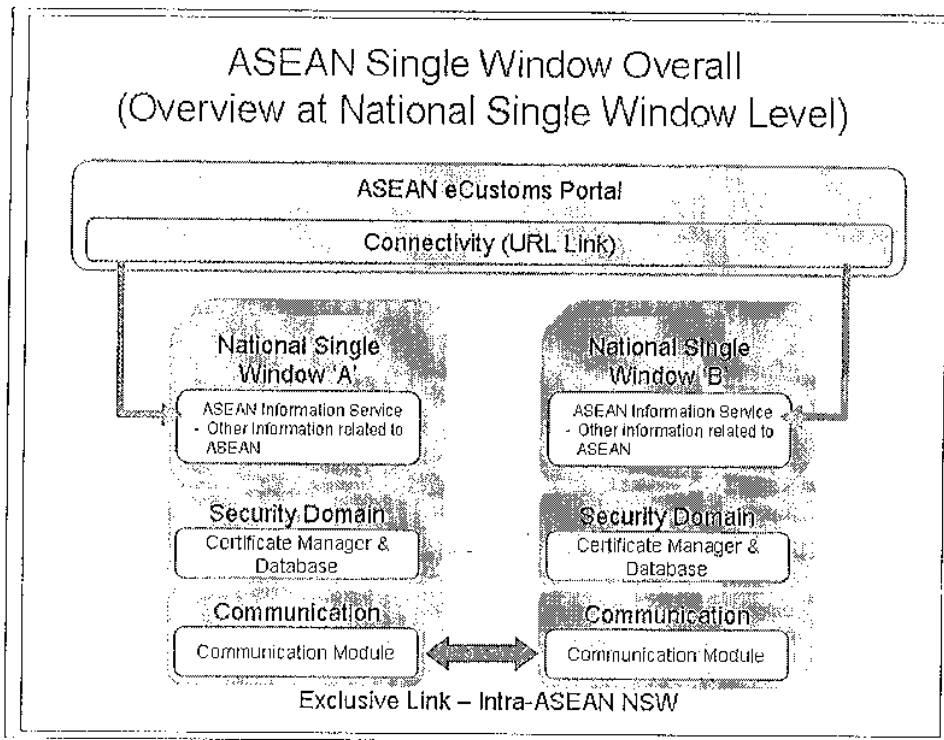 ASEAN Single Window Overall
(Overview at National Single Window Level)
ASEAN eCustoms Portal
Connectivity (URL Link)
National Single
Window 'A'
ASEAN Information Service
- Other information related to
ASEAN
Security Domain
Certificate Manager &
Database
Communication
Communication Module
National Single
Window 'B'
ASEAN Information Service
- Other information related to
ASEAN
Security Domain
Certificate Manager &
Database
Communication
Communication Module
Exclusive Link – Intra-ASEAN NSW